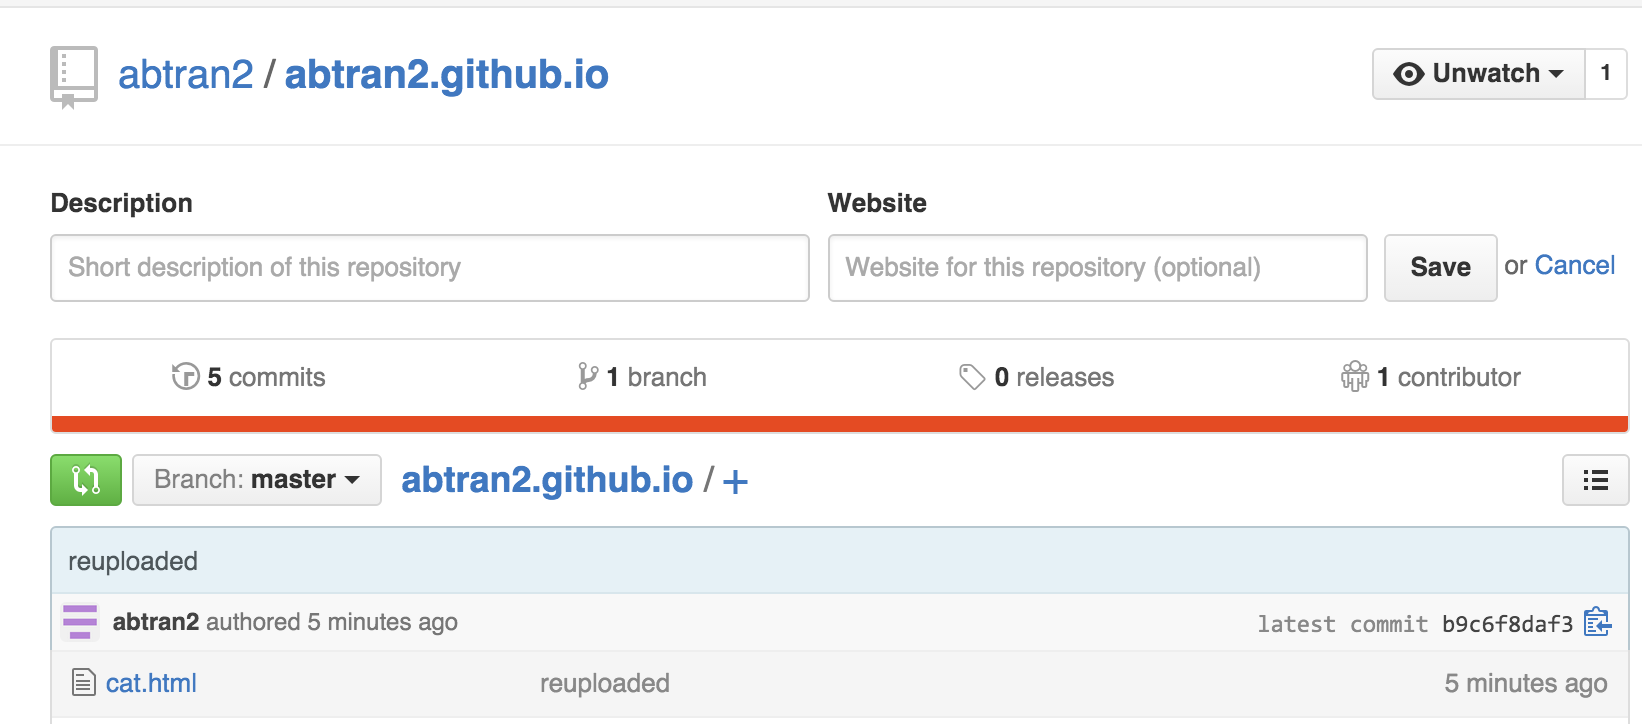 abtran2 / abtran2.github.io
Unwatch 1
Description Website
Short description of this repository Website for this repository (optional) Save or Cancel
5 commits 1 branch 0 releases 1 contributor
Branch: master abtran2.github.io / +
reuploaded
abtran2 authored 5 minutes ago latest commit b9c6f8daf3
cat.html reuploaded 5 minutes ago